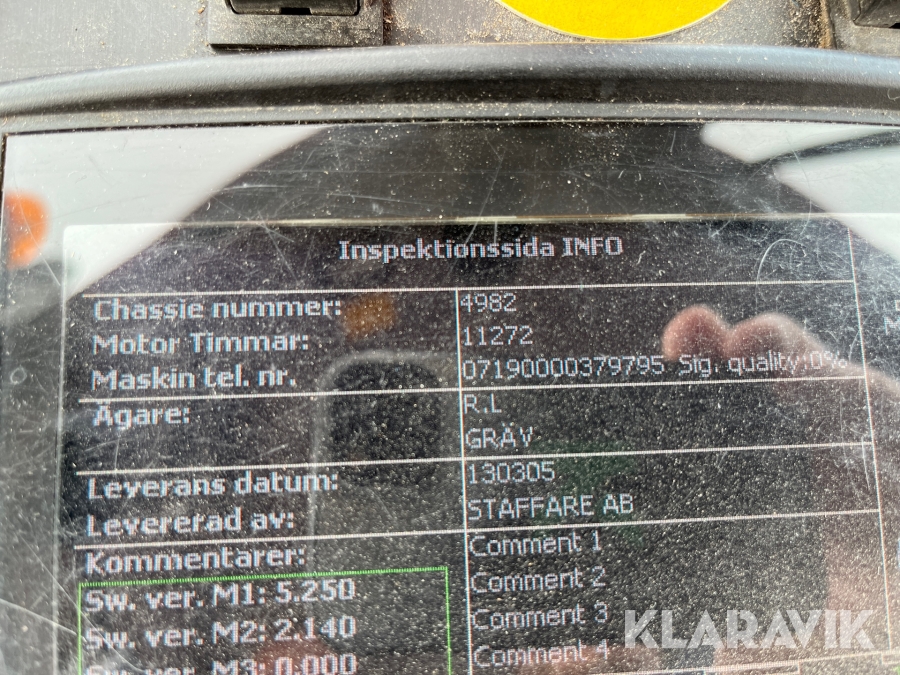 Inspektionssida INFO
Chassie nummer: 4982
Motor Timmar: 11272
Maskin tel. nr. 07190000379795 Sig. quality:0%
Ägare: R.L
GRÄV
Leverans datum: 130305
Levererad av: STAFFARE AB
Kommentarer: Comment 1
Sw. ver. M1: 5.250 Comment 2
Sw. ver. M2: 2.140 Comment 3
Sw. ver. M3: 0.000 Comment 4
KLARAVIK